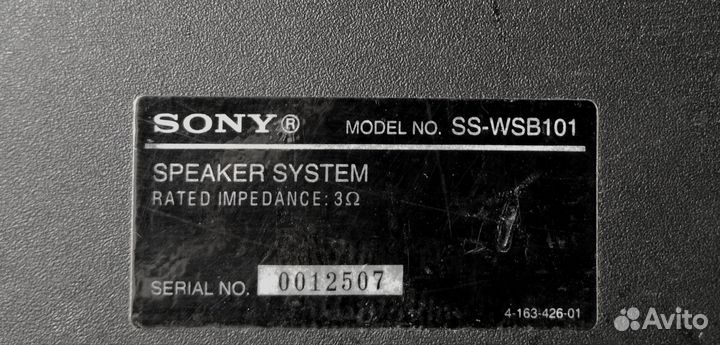 SONY® MODEL NO. SS-WSB101
SPEAKER SYSTEM
RATED IMPEDANCE: 3Ω
SERIAL NO. 0012507
4-163-426-01
Avito